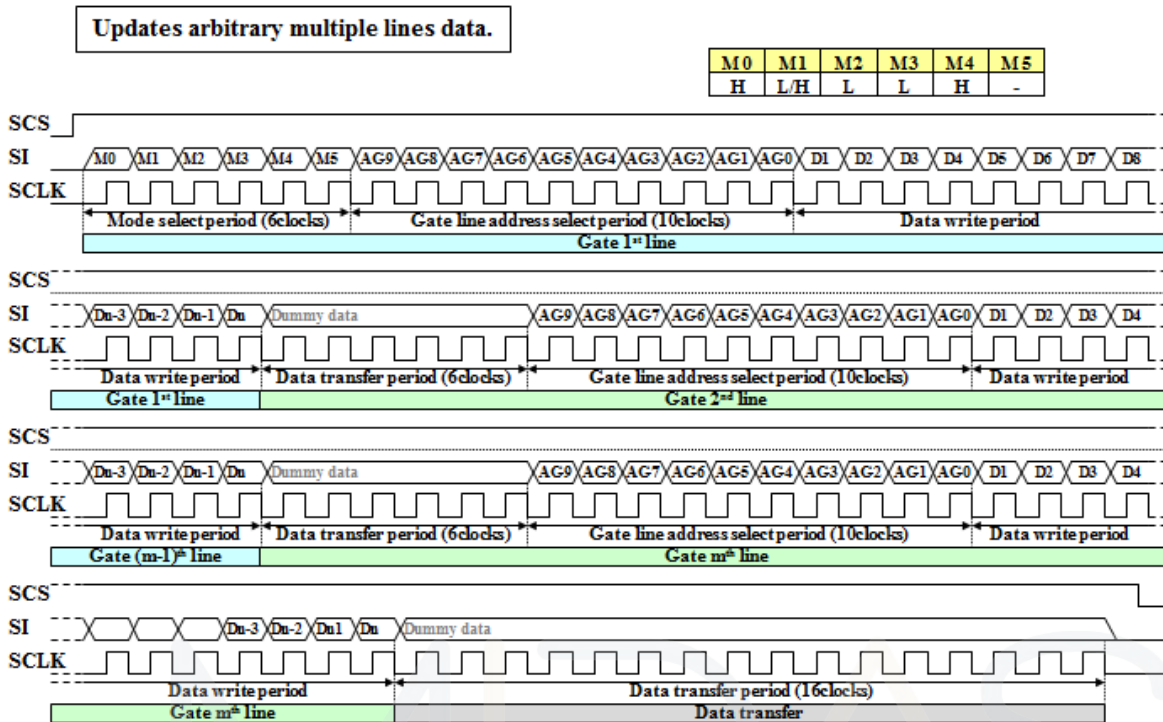 Updates arbitrary multiple lines data.
M0 M1 M2 M3 M4 M5
H L/H L L H -
SCS
SI M0 M1 M2 M3 M4 M5 AG9 AG8 AG7 AG6 AG5 AG4 AG3 AG2 AG1 AG0 D1 D2 D3 D4 D5 D6 D7 D8
SCLK
Mode select period (6clocks) Gate line address select period (10clocks) Data write period
Gate 1st line
SCS
SI Dn-3 Dn-2 Dn-1 Dn Dummy data AG9 AG8 AG7 AG6 AG5 AG4 AG3 AG2 AG1 AG0 D1 D2 D3 D4
SCLK
Data write period Data transfer period (6clocks) Gate line address select period (10clocks) Data write period
Gate 1st line Gate 2nd line
SCS
SI Dn-3 Dn-2 Dn-1 Dn Dummy data AG9 AG8 AG7 AG6 AG5 AG4 AG3 AG2 AG1 AG0 D1 D2 D3 D4
SCLK
Data write period Data transfer period (6clocks) Gate line address select period (10clocks) Data write period
Gate (m-1)th line Gate mth line
SCS
SI Dn-3 Dn-2 Dn1 Dn Dummy data
SCLK
Data write period Data transfer period (16clocks)
Gate mth line Data transfer